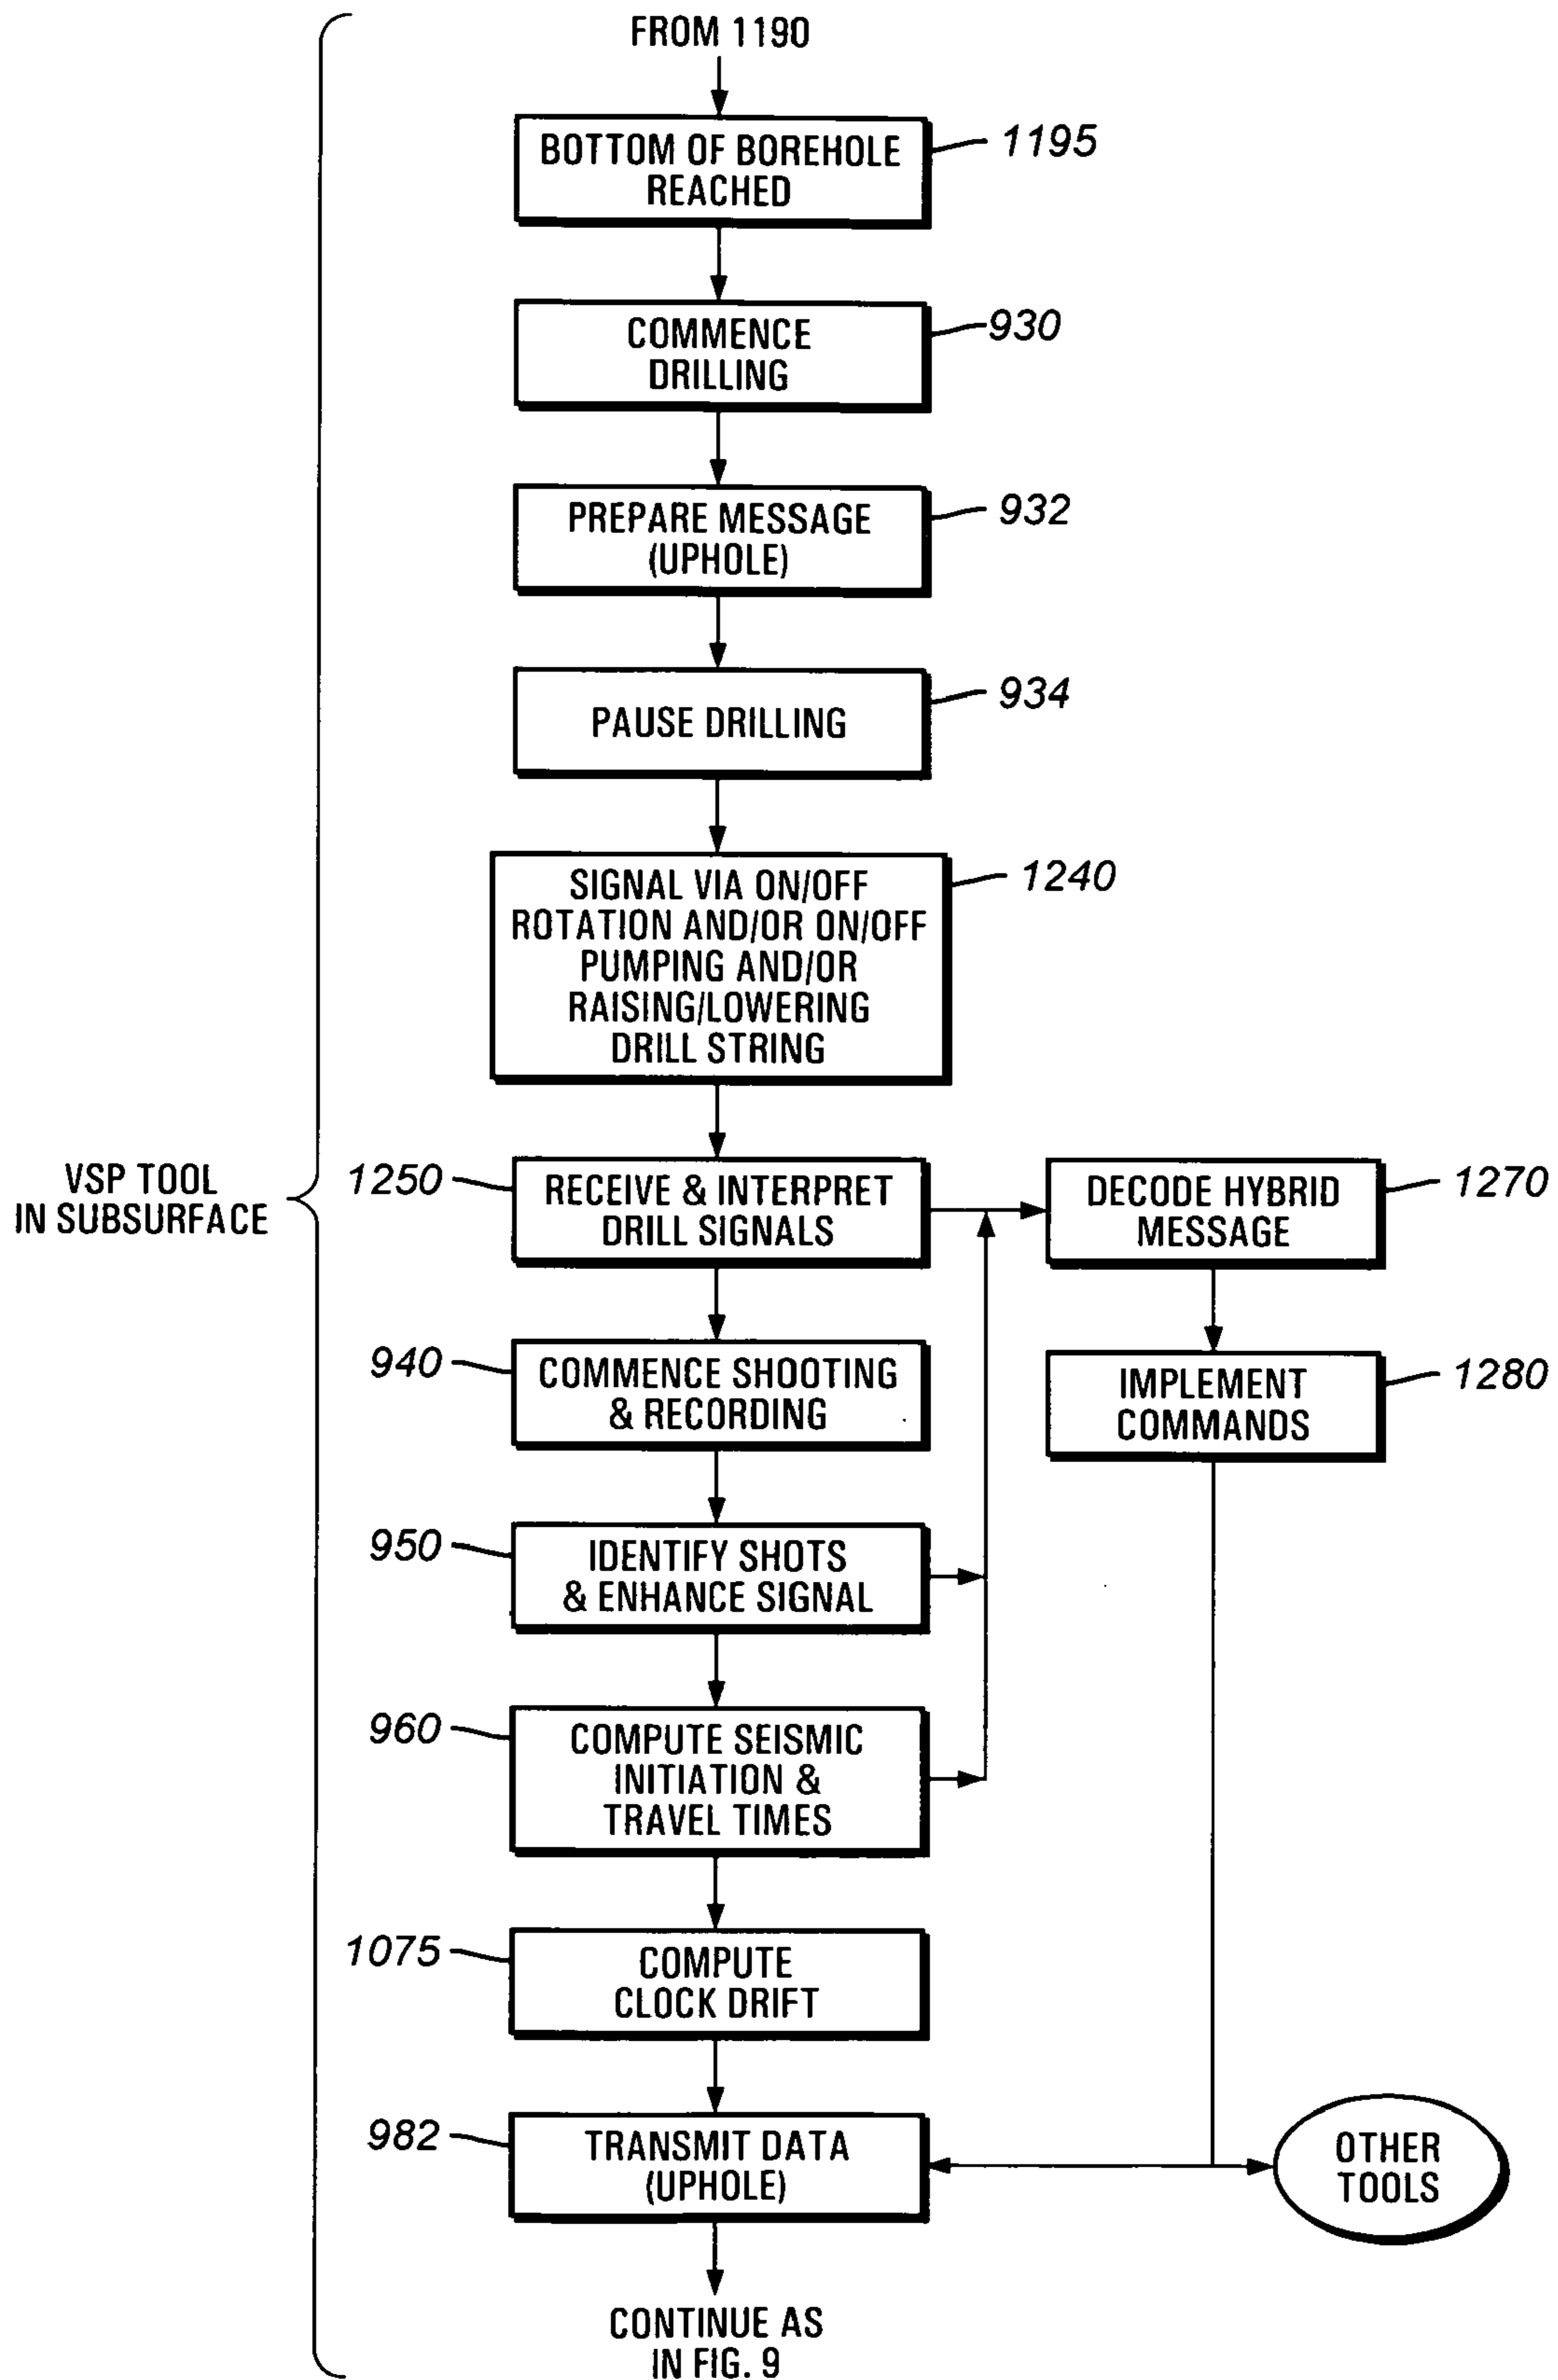 FROM 1190
BOTTOM OF BOREHOLE
REACHED
1195
COMMENCE
DRILLING
930
PREPARE MESSAGE
(UPHOLE)
932
PAUSE DRILLING
934
SIGNAL VIA ON/OFF
ROTATION AND/OR ON/OFF
PUMPING AND/OR
RAISING/LOWERING
DRILL STRING
1240
VSP TOOL
IN SUBSURFACE
1250
RECEIVE & INTERPRET
DRILL SIGNALS
DECODE HYBRID
MESSAGE
1270
940
COMMENCE SHOOTING
& RECORDING
IMPLEMENT
COMMANDS
1280
950
IDENTIFY SHOTS
& ENHANCE SIGNAL
960
COMPUTE SEISMIC
INITIATION &
TRAVEL TIMES
1075
COMPUTE
CLOCK DRIFT
982
TRANSMIT DATA
(UPHOLE)
OTHER
TOOLS
CONTINUE AS
IN FIG. 9